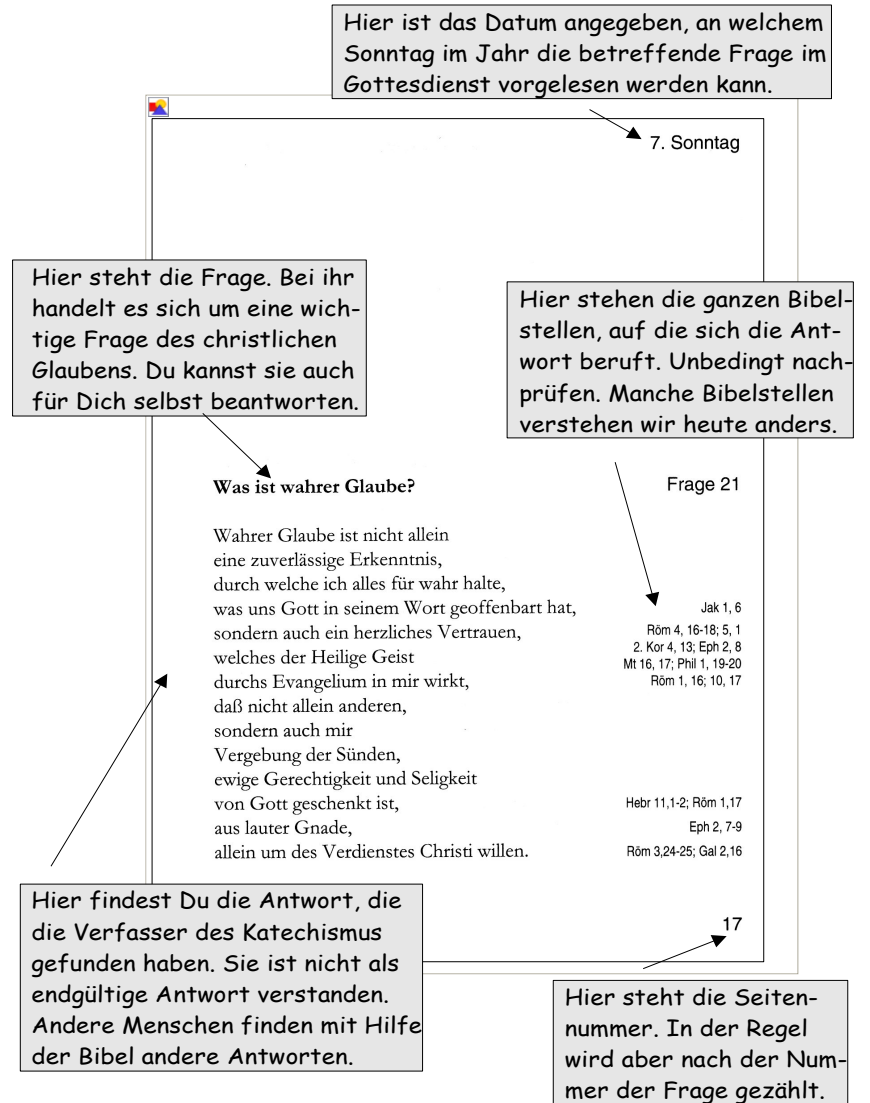 Hier ist das Datum angegeben, an welchem
Sonntag im Jahr die betreffende Frage im
Gottesdienst vorgelesen werden kann.
7. Sonntag
Hier steht die Frage. Bei ihr
handelt es sich um eine wich-
tige Frage des christlichen
Glaubens. Du kannst sie auch
für Dich selbst beantworten.
Hier stehen die ganzen Bibel-
stellen, auf die sich die Ant-
wort beruft. Unbedingt nach-
prüfen. Manche Bibelstellen
verstehen wir heute anders.
Was ist wahrer Glaube?
Frage 21
Wahrer Glaube ist nicht allein
eine zuverlässige Erkenntnis,
durch welche ich alles für wahr halte,
was uns Gott in seinem Wort geoffenbart hat,
sondern auch ein herzliches Vertrauen,
welches der Heilige Geist
durchs Evangelium in mir wirkt,
daß nicht allein anderen,
sondern auch mir
Vergebung der Sünden,
ewige Gerechtigkeit und Seligkeit
von Gott geschenkt ist,
aus lauter Gnade,
allein um des Verdienstes Christi willen.
Jak 1, 6
Röm 4, 16-18; 5, 1
2. Kor 4, 13; Eph 2, 8
Mt 16, 17; Phil 1, 19-20
Röm 1, 16; 10, 17
Hebr 11,1-2; Röm 1,17
Eph 2, 7-9
Röm 3,24-25; Gal 2,16
17
Hier findest Du die Antwort, die
die Verfasser des Katechismus
gefunden haben. Sie ist nicht als
endgültige Antwort verstanden.
Andere Menschen finden mit Hilfe
der Bibel andere Antworten.
Hier steht die Seiten-
nummer. In der Regel
wird aber nach der Num-
mer der Frage gezählt.